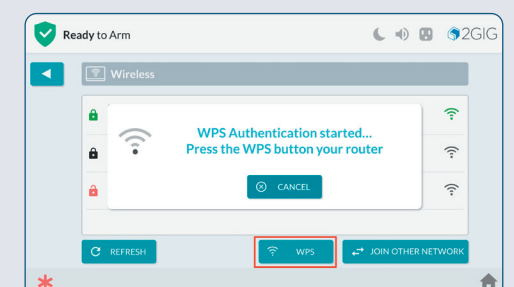 Ready to Arm
2GIG
Wireless
WPS Authentication started...
Press the WPS button your router
CANCEL
REFRESH
WPS
JOIN OTHER NETWORK